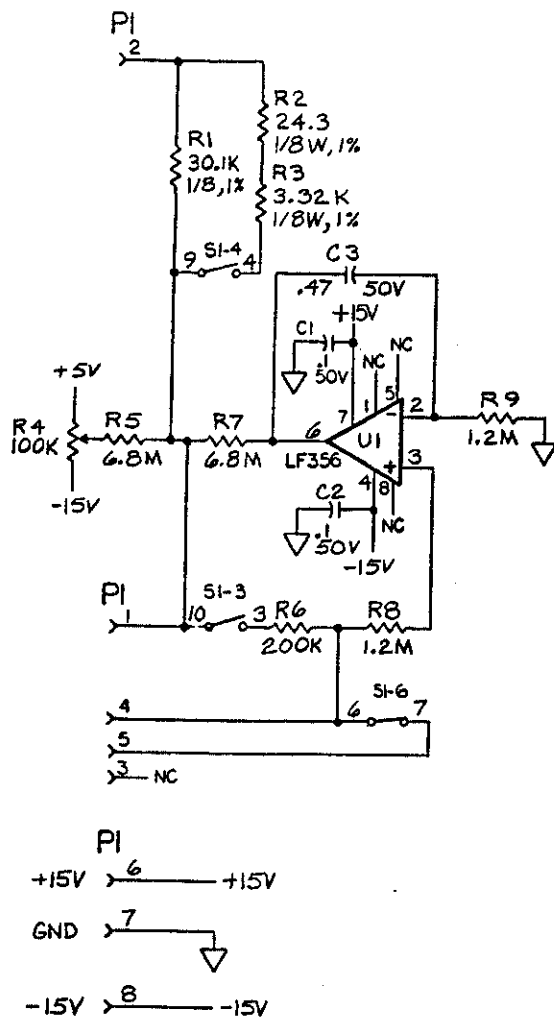 P1
2
R2
24.3
1/8W, 1%
R1
30.1K
1/8, 1%
R3
3.32K
1/8W, 1%
9
S1-4
4
C3
.47
50V
+15V
C1
.1
50V
NC
NC
+5V
R4
100K
-15V
R5
6.8M
R7
6.8M
6
7
1
5
-
2
U1
LF356
+
3
4
8
NC
R9
1.2M
C2
.1
50V
-15V
P1
1
10
S1-3
3
R6
200K
R8
1.2M
S1-6
6
7
4
5
3
NC
P1
+15V
6
+15V
GND
7
-15V
8
-15V